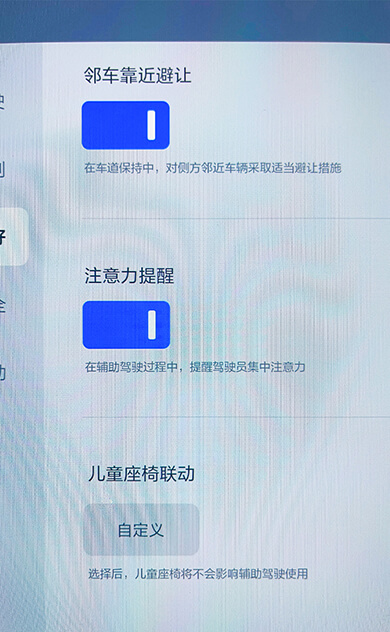 邻车靠近避让
在车道保持中，对侧方邻近车辆采取适当避让措施
好
注意力提醒
在辅助驾驶过程中，提醒驾驶员集中注意力
儿童座椅联动
自定义
选择后，儿童座椅将不会影响辅助驾驶使用